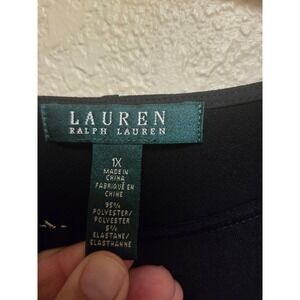 LAUREN
RALPH LAUREN
1X
MADE IN
CHINA
FABRIQUÉ EN
CHINE
95%
POLYESTER/
POLYESTER
5%
ELASTANE/
ELASTHANNE